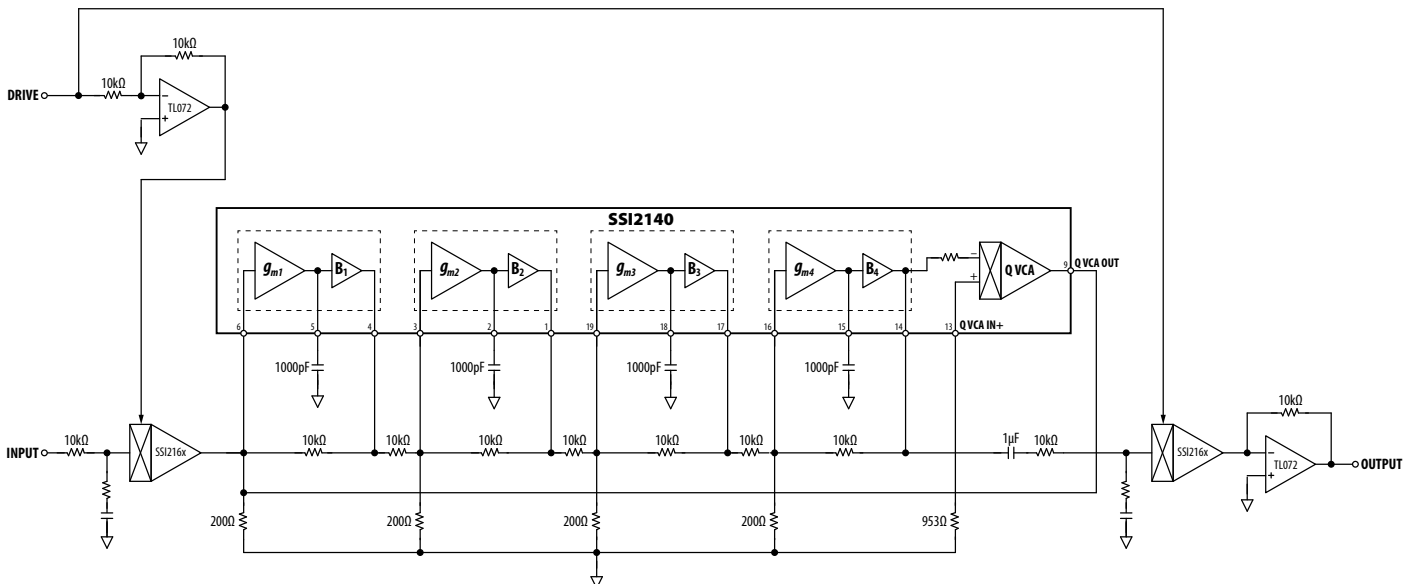 10kΩ
10kΩ
DRIVE
−
TL072
+
SSI2140
gm1
B1
gm2
B2
gm3
B3
gm4
B4
−
+
Q VCA
9
Q VCA OUT
6
5
4
3
2
1
19
18
17
16
15
14
13
Q VCA IN+
1000pF
1000pF
1000pF
1000pF
INPUT
10kΩ
SSI216x
10kΩ
10kΩ
10kΩ
10kΩ
10kΩ
10kΩ
10kΩ
1µF
10kΩ
SSI216x
10kΩ
−
TL072
+
OUTPUT
200Ω
200Ω
200Ω
200Ω
953Ω